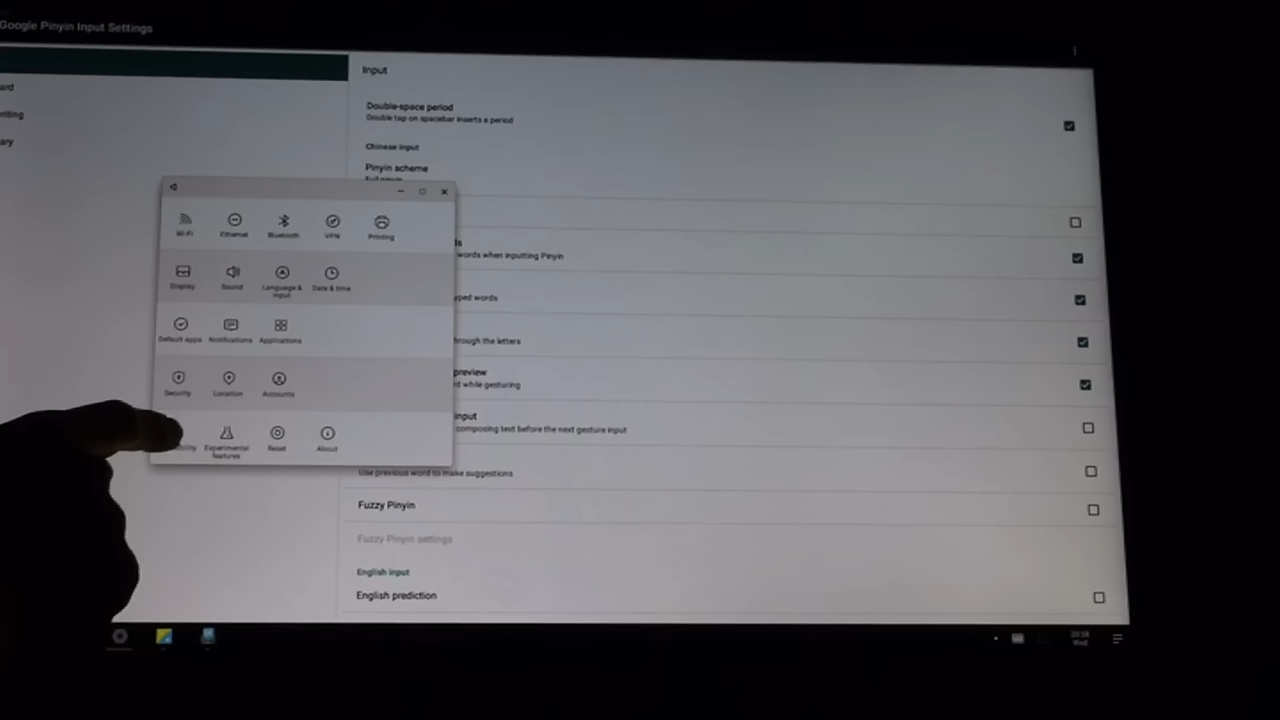 Google Pinyin Input Settings
Input
Double-space period
Double tap on spacebar inserts a period
Chinese input
Pinyin scheme
Wi-Fi
Ethernet
Bluetooth
VPN
Printing
words when inputting Pinyin
Display
Sound
Language &
input
Date & time
yped words
Default apps
Notifications
Applications
hrough the letters
preview
d while gesturing
Security
Location
Accounts
input
composing text before the next gesture input
Experimental
features
Reset
About
Use previous word to make suggestions
Fuzzy Pinyin
Fuzzy Pinyin settings
English input
English prediction
Wed